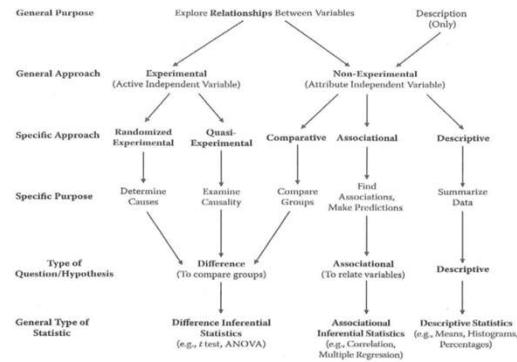 General Purpose
Explore Relationships Between Variables
Description
(Only)
General Approach
Experimental
(Active Independent Variable)
Non-Experimental
(Attribute Independent Variable)
Specific Approach
Randomized
Experimental
Quasi-
Experimental
Comparative
Associational
Descriptive
Specific Purpose
Determine
Causes
Examine
Causality
Compare
Groups
Find
Associations,
Make Predictions
Summarize
Data
Type of
Question/Hypothesis
Difference
(To compare groups)
Associational
(To relate variables)
Descriptive
General Type of
Statistic
Difference Inferential
Statistics
(e.g., t test, ANOVA)
Associational
Inferential Statistics
(e.g., Correlation,
Multiple Regression)
Descriptive Statistics
(e.g., Means, Histograms,
Percentages)